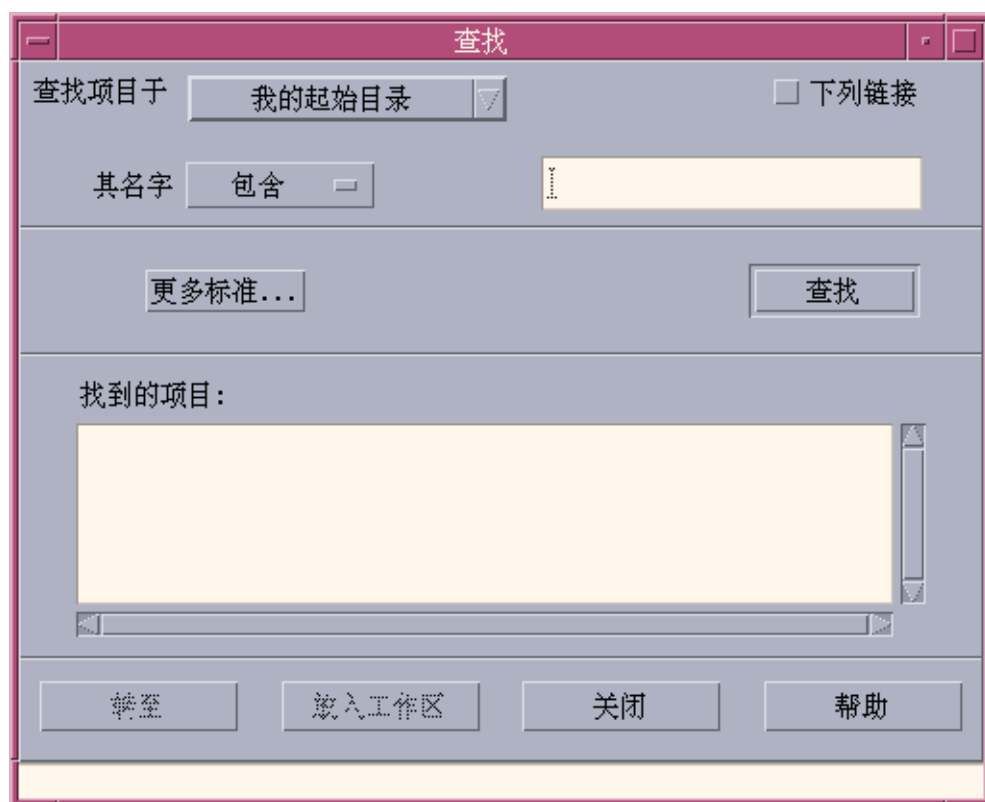 查找
查找项目于 我的起始目录 下列链接
其名字 包含
更多标准... 查找
找到的项目:
转至 放入工作区 关闭 帮助